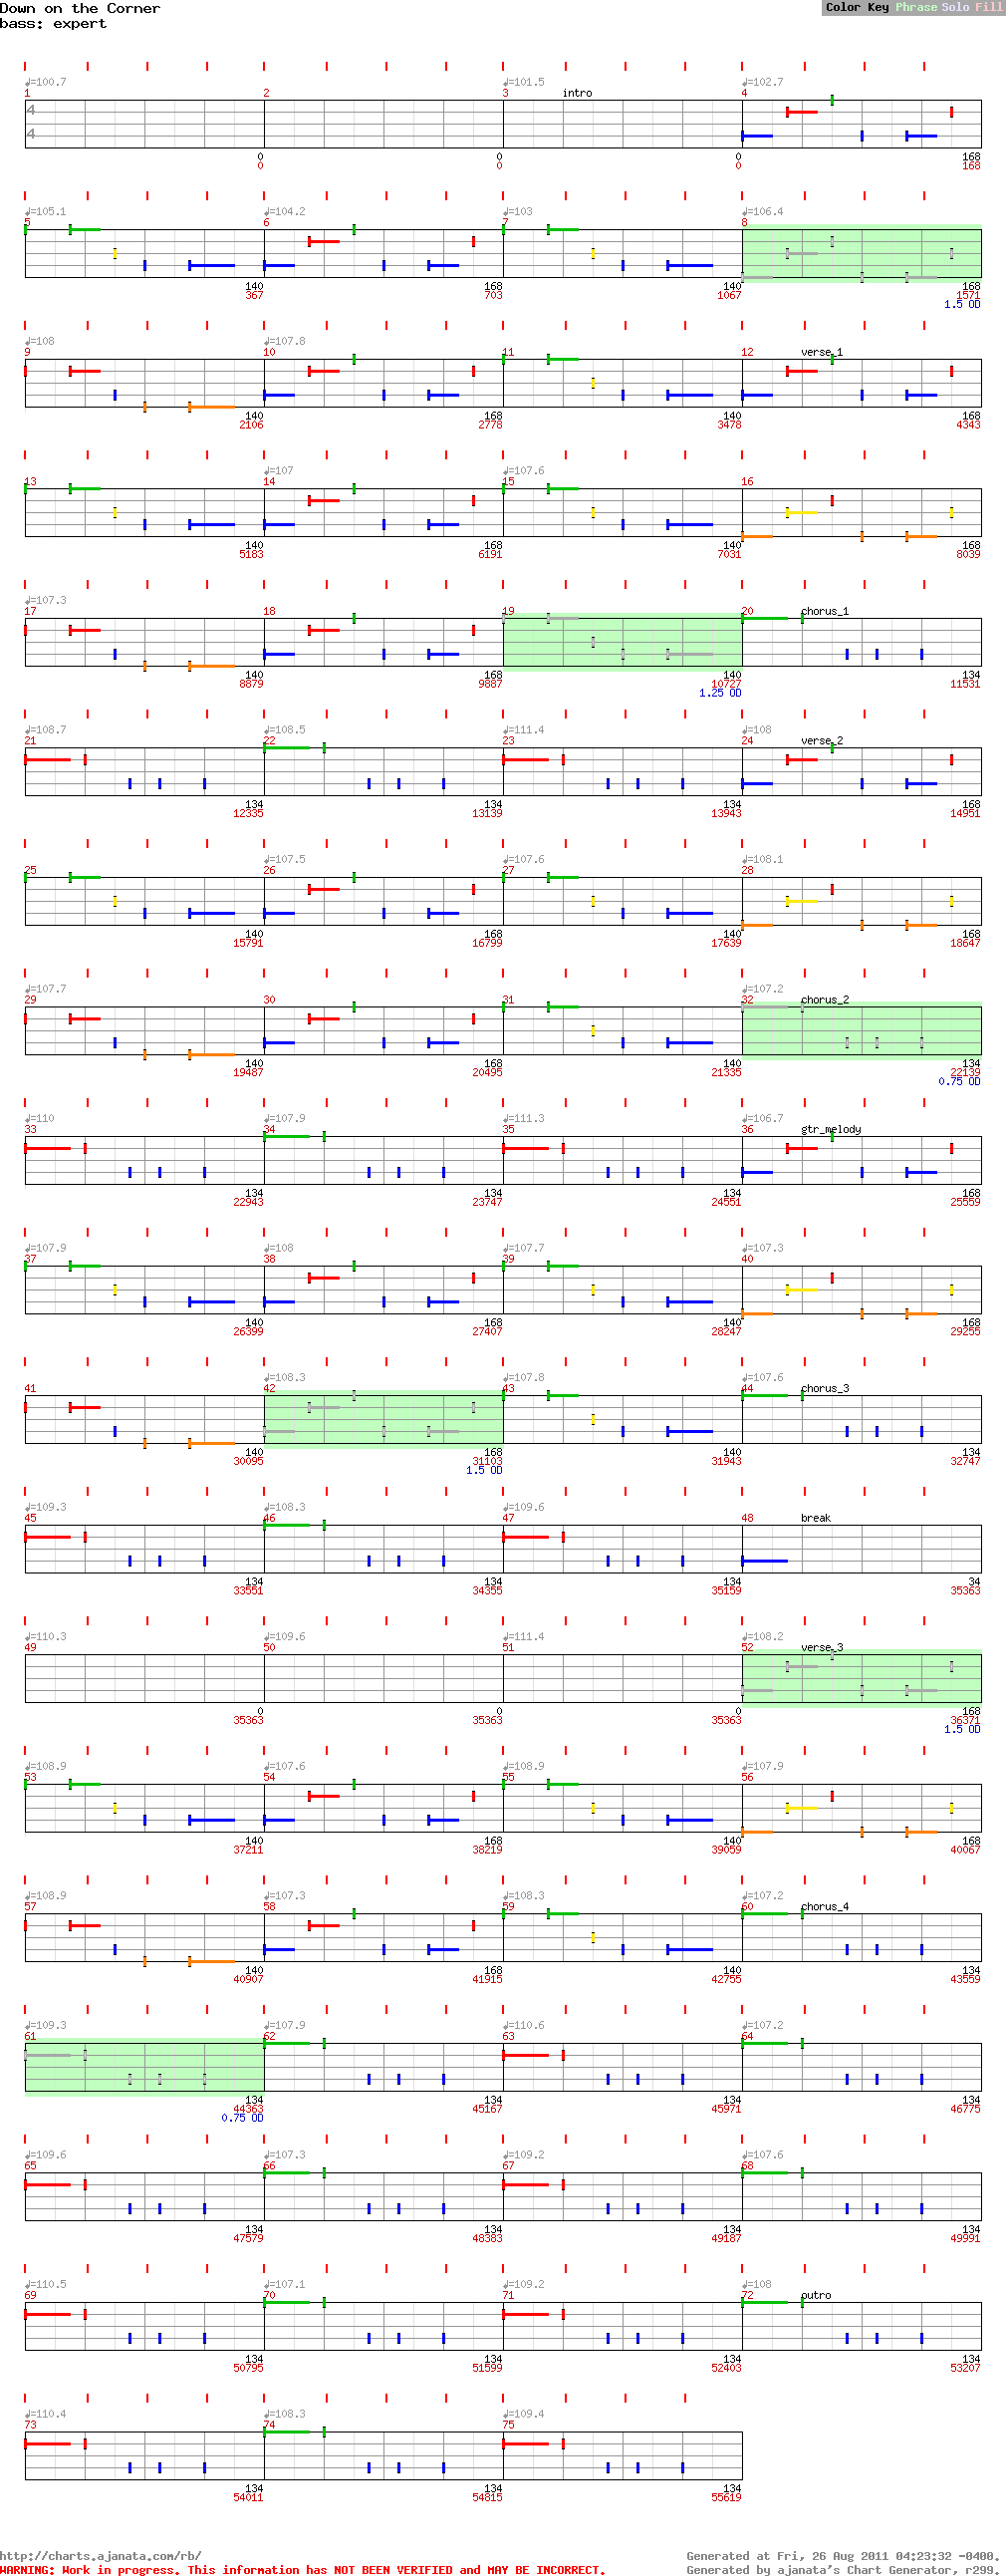 Down on the Corner
bass: expert
Color Key Phrase Solo Fill
♩=100.7 ♩=101.5 ♩=102.7
1 2 3 intro 4
4
4
0 0 0 168
0 0 0 168
♩=105.1 ♩=104.2 ♩=103 ♩=106.4
5 6 7 8
140 168 140 168
367 703 1067 1571
1.5 OD
♩=108 ♩=107.8
9 10 11 12 verse_1
140 168 140 168
2106 2778 3478 4343
♩=107 ♩=107.6
13 14 15 16
140 168 140 168
5183 6191 7031 8039
♩=107.3
17 18 19 20 chorus_1
140 168 140 134
8879 9887 10727 11531
1.25 OD
♩=108.7 ♩=108.5 ♩=111.4 ♩=108
21 22 23 24 verse_2
134 134 134 168
12335 13139 13943 14951
♩=107.5 ♩=107.6 ♩=108.1
25 26 27 28
140 168 140 168
15791 16799 17639 18647
♩=107.7 ♩=107.2
29 30 31 32 chorus_2
140 168 140 134
19487 20495 21335 22139
0.75 OD
♩=110 ♩=107.9 ♩=111.3 ♩=106.7
33 34 35 36 gtr_melody
134 134 134 168
22943 23747 24551 25559
♩=107.9 ♩=108 ♩=107.7 ♩=107.3
37 38 39 40
140 168 140 168
26399 27407 28247 29255
♩=108.3 ♩=107.8 ♩=107.6
41 42 43 44 chorus_3
140 168 140 134
30095 31103 31943 32747
1.5 OD
♩=109.3 ♩=108.3 ♩=109.6
45 46 47 48 break
134 134 134 34
33551 34355 35159 35363
♩=110.3 ♩=109.6 ♩=111.4 ♩=108.2
49 50 51 52 verse_3
0 0 0 168
35363 35363 35363 36371
1.5 OD
♩=108.9 ♩=107.6 ♩=108.9 ♩=107.9
53 54 55 56
140 168 140 168
37211 38219 39059 40067
♩=108.9 ♩=107.3 ♩=108.3 ♩=107.2
57 58 59 60 chorus_4
140 168 140 134
40907 41915 42755 43559
♩=109.3 ♩=107.9 ♩=110.6 ♩=107.2
61 62 63 64
134 134 134 134
44363 45167 45971 46775
0.75 OD
♩=109.6 ♩=107.3 ♩=109.2 ♩=107.6
65 66 67 68
134 134 134 134
47579 48383 49187 49991
♩=110.5 ♩=107.1 ♩=109.2 ♩=108
69 70 71 72 outro
134 134 134 134
50795 51599 52403 53207
♩=110.4 ♩=108.3 ♩=109.4
73 74 75
134 134 134
54011 54815 55619
http://charts.ajanata.com/rb/ Generated at Fri, 26 Aug 2011 04:23:32 -0400.
WARNING: Work in progress. This information has NOT BEEN VERIFIED and MAY BE INCORRECT. Generated by ajanata's Chart Generator, r299.